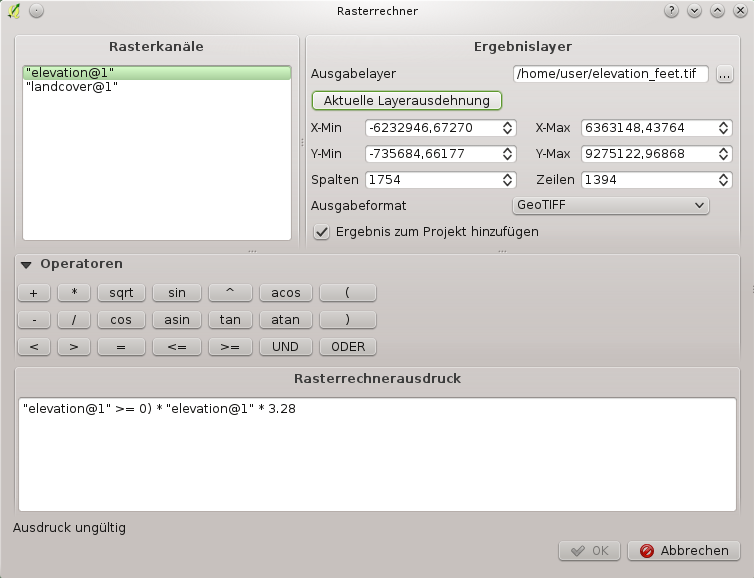 Rasterrechner
Rasterkanäle
"elevation@1"
"landcover@1"
Ergebnislayer
Ausgabelayer /home/user/elevation_feet.tif ...
Aktuelle Layerausdehnung
X-Min -6232946,67270 X-Max 6363148,43764
Y-Min -735684,66177 Y-Max 9275122,96868
Spalten 1754 Zeilen 1394
Ausgabeformat GeoTIFF
Ergebnis zum Projekt hinzufügen
Operatoren
+ * sqrt sin ^ acos (
- / cos asin tan atan )
< > = <= >= UND ODER
Rasterrechnerausdruck
"elevation@1" >= 0) * "elevation@1" * 3.28
Ausdruck ungültig
OK Abbrechen